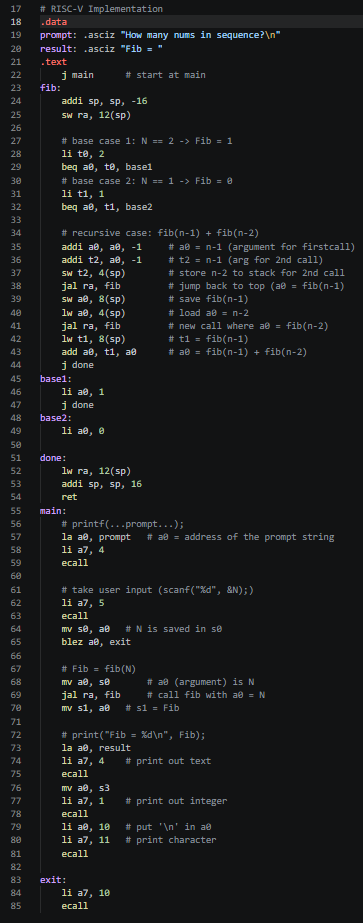 17 # RISC-V Implementation
18 .data
19 prompt: .asciz "How many nums in sequence?\n"
20 result: .asciz "Fib = "
21 .text
22     j main     # start at main
23 fib:
24     addi sp, sp, -16
25     sw ra, 12(sp)
26
27     # base case 1: N == 2 -> Fib = 1
28     li t0, 2
29     beq a0, t0, base1
30     # base case 2: N == 1 -> Fib = 0
31     li t1, 1
32     beq a0, t1, base2
33
34     # recursive case: fib(n-1) + fib(n-2)
35     addi a0, a0, -1     # a0 = n-1 (argument for firstcall)
36     addi t2, a0, -1     # t2 = n-1 (arg for 2nd call)
37     sw t2, 4(sp)        # store n-2 to stack for 2nd call
38     jal ra, fib         # jump back to top (a0 = fib(n-1)
39     sw a0, 8(sp)        # save fib(n-1)
40     lw a0, 4(sp)        # load a0 = n-2
41     jal ra, fib         # new call where a0 = fib(n-2)
42     lw t1, 8(sp)        # t1 = fib(n-1)
43     add a0, t1, a0      # a0 = fib(n-1) + fib(n-2)
44     j done
45 base1:
46     li a0, 1
47     j done
48 base2:
49     li a0, 0
50
51 done:
52     lw ra, 12(sp)
53     addi sp, sp, 16
54     ret
55 main:
56     # printf(...prompt...);
57     la a0, prompt   # a0 = address of the prompt string
58     li a7, 4
59     ecall
60
61     # take user input (scanf("%d", &N);)
62     li a7, 5
63     ecall
64     mv s0, a0   # N is saved in s0
65     blez a0, exit
66
67     # Fib = fib(N)
68     mv a0, s0       # a0 (argument) is N
69     jal ra, fib     # call fib with a0 = N
70     mv s1, a0   # s1 = Fib
71
72     # print("Fib = %d\n", Fib);
73     la a0, result
74     li a7, 4    # print out text
75     ecall
76     mv a0, s3
77     li a7, 1    # print out integer
78     ecall
79     li a0, 10   # put '\n' in a0
80     li a7, 11   # print character
81     ecall
82
83 exit:
84     li a7, 10
85     ecall